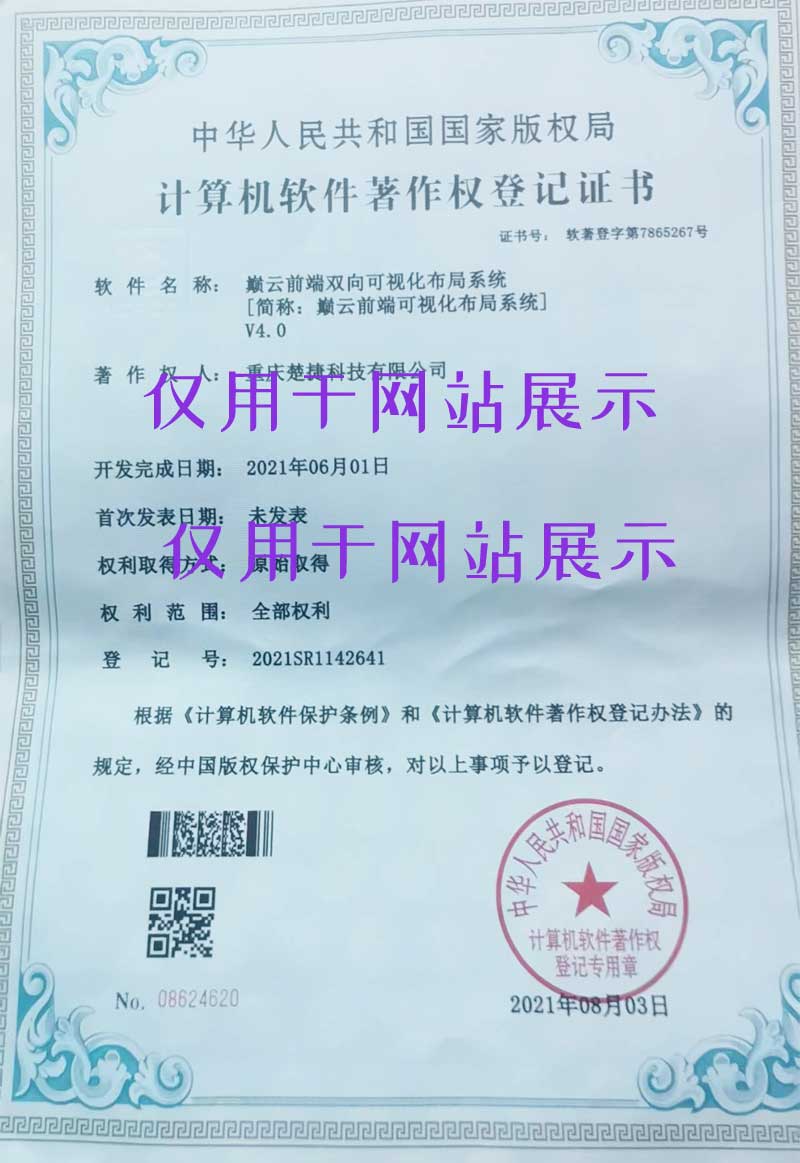 中华人民共和国国家版权局
计算机软件著作权登记证书
证书号： 软著登字第7865267号
软件名称： 巅云前端双向可视化布局系统
[简称：巅云前端可视化布局系统]
V4.0
著作权人： 重庆楚捷科技有限公司
仅用于网站展示
开发完成日期： 2021年06月01日
首次发表日期： 未发表
仅用于网站展示
权利取得方式： 原始取得
权利范围： 全部权利
登记号： 2021SR1142641
根据《计算机软件保护条例》和《计算机软件著作权登记办法》的
规定，经中国版权保护中心审核，对以上事项予以登记。
中华人民共和国国家版权局
计算机软件著作权
登记专用章
No. 08624620
2021年08月03日